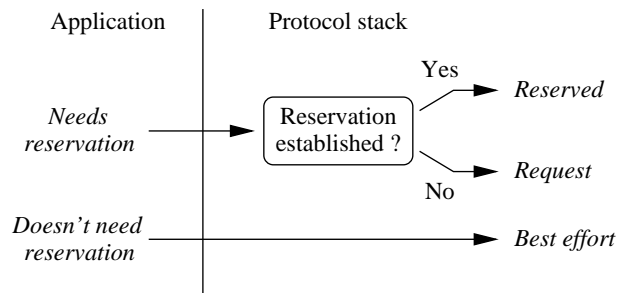 Application
Protocol stack
Yes
Reserved
Needs
reservation
Reservation
established ?
Request
No
Doesn't need
reservation
Best effort